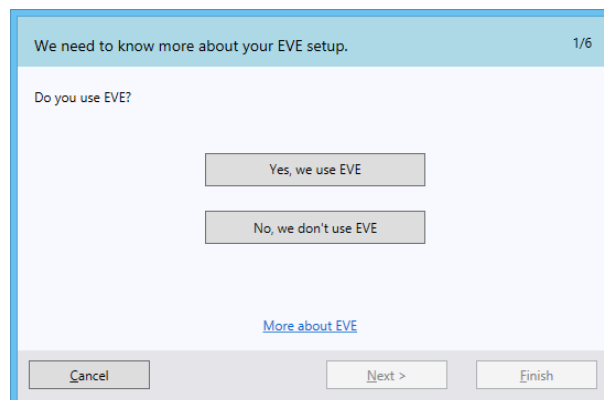 We need to know more about your EVE setup.
1/6
Do you use EVE?
Yes, we use EVE
No, we don't use EVE
More about EVE
Cancel
Next >
Finish